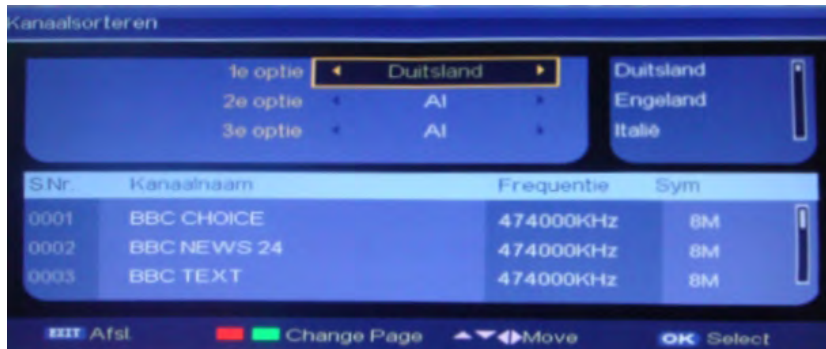 Kanaalsorteren
1e optie Duitsland
2e optie Al
3e optie Al
Duitsland
Engeland
Italië
S.Nr. Kanaalnaam Frequentie Sym
0001 BBC CHOICE 474000KHz 8M
0002 BBC NEWS 24 474000KHz 8M
0003 BBC TEXT 474000KHz 8M
EXIT Afsl. Change Page Move OK Select